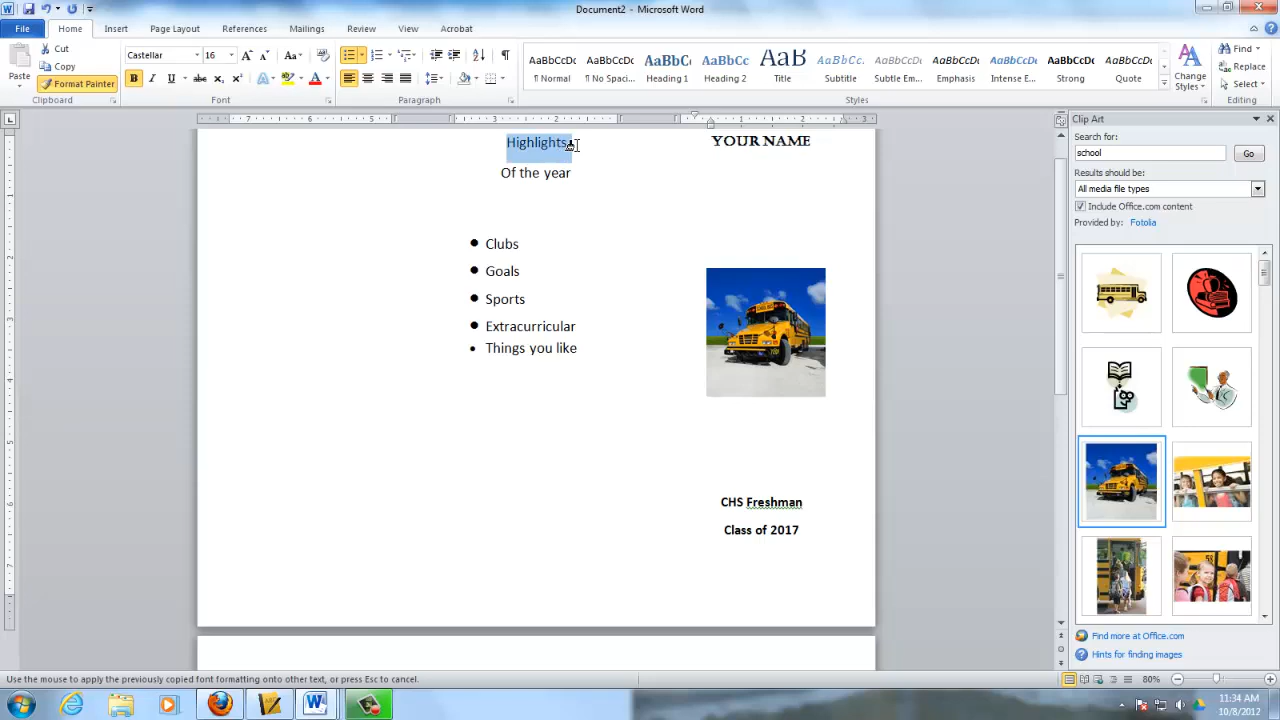 Document2 - Microsoft Word
File Home Insert Page Layout References Mailings Review View Acrobat
Paste
Cut
Copy
Format Painter
Clipboard
Castellar 16
Font
Paragraph
AaBbCcDc AaBbCcDc AaBbC AaBbCc AaB AaBbCc. AaBbCcDc AaBbCcDc AaBbCcDc AaBbCcDc AaBbCcDc
¶ Normal ¶ No Spaci... Heading 1 Heading 2 Title Subtitle Subtle Em... Emphasis Intense E... Strong Quote
Styles
Change Styles
Find
Replace
Select
Editing
Highlights
Of the year
Clubs
Goals
Sports
Extracurricular
Things you like
YOUR NAME
CHS Freshman
Class of 2017
Clip Art
Search for:
school
Go
Results should be:
All media file types
Include Office.com content
Provided by: Fotolia
Find more at Office.com
Hints for finding images
Use the mouse to apply the previously copied font formatting onto other text, or press Esc to cancel.
80%
11:34 AM
10/8/2012